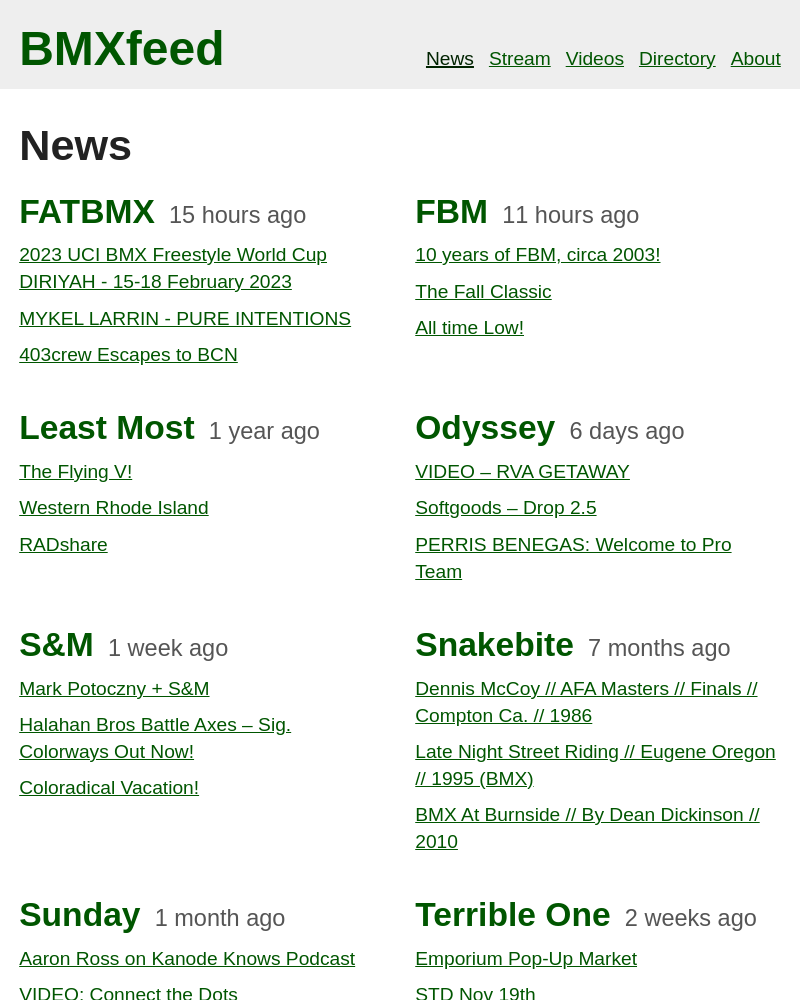 BMXfeed
News Stream Videos Directory About
News
FATBMX 15 hours ago
2023 UCI BMX Freestyle World Cup
DIRIYAH - 15-18 February 2023
MYKEL LARRIN - PURE INTENTIONS
403crew Escapes to BCN
FBM 11 hours ago
10 years of FBM, circa 2003!
The Fall Classic
All time Low!
Least Most 1 year ago
The Flying V!
Western Rhode Island
RADshare
Odyssey 6 days ago
VIDEO – RVA GETAWAY
Softgoods – Drop 2.5
PERRIS BENEGAS: Welcome to Pro
Team
S&M 1 week ago
Mark Potoczny + S&M
Halahan Bros Battle Axes – Sig.
Colorways Out Now!
Coloradical Vacation!
Snakebite 7 months ago
Dennis McCoy // AFA Masters // Finals //
Compton Ca. // 1986
Late Night Street Riding // Eugene Oregon
// 1995 (BMX)
BMX At Burnside // By Dean Dickinson //
2010
Sunday 1 month ago
Aaron Ross on Kanode Knows Podcast
VIDEO: Connect the Dots
Terrible One 2 weeks ago
Emporium Pop-Up Market
STD Nov 19th